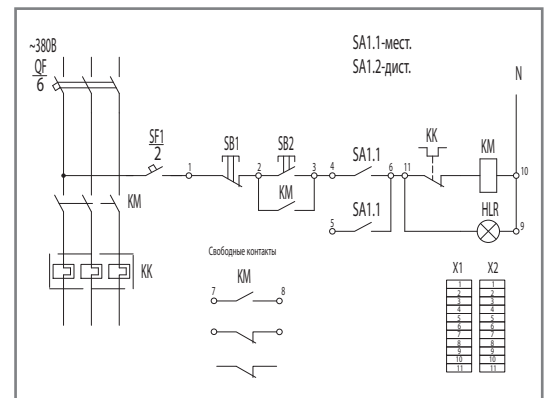 ~380В
QF
6
SA1.1-мест.
SA1.2-дист.
N
SF1
2
1
SB1
2
SB2
3
4
SA1.1
6
11
KK
KM
10
KM
KM
SA1.1
5
HLR
9
KK
Свободные контакты
KM
7
8
X1
X2
1
1
2
2
3
3
4
4
5
5
6
6
7
7
8
8
9
9
10
10
11
11